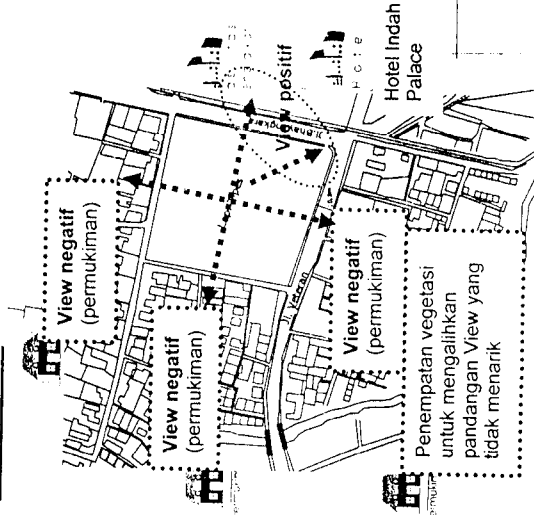 View negatif
(permukiman)
View negatif
(permukiman)
View negatif
(permukiman)
View positif
Hotel
Hotel Indah
Palace
Jl. Veteran
Penempatan vegetasi
untuk mengalihkan
pandangan View yang
tidak menarik